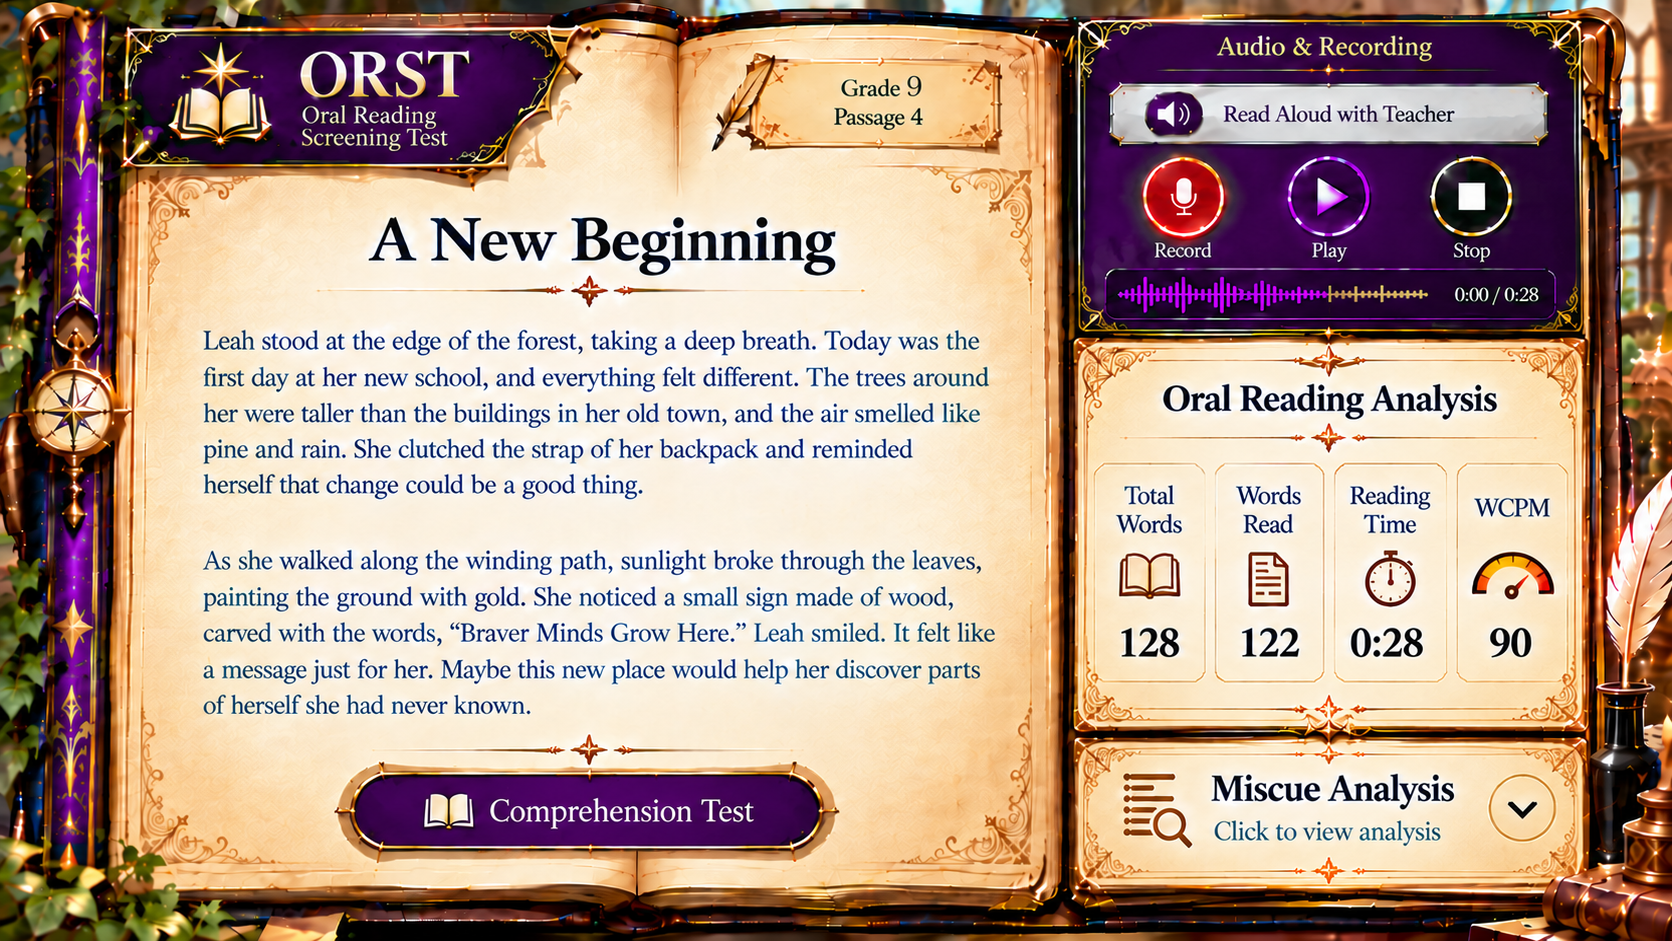 ORST
Oral Reading
Screening Test
Grade 9
Passage 4
A New Beginning
Leah stood at the edge of the forest, taking a deep breath. Today was the
first day at her new school, and everything felt different. The trees around
her were taller than the buildings in her old town, and the air smelled like
pine and rain. She clutched the strap of her backpack and reminded
herself that change could be a good thing.
As she walked along the winding path, sunlight broke through the leaves,
painting the ground with gold. She noticed a small sign made of wood,
carved with the words, “Braver Minds Grow Here.” Leah smiled. It felt like
a message just for her. Maybe this new place would help her discover parts
of herself she had never known.
Comprehension Test
Audio & Recording
Read Aloud with Teacher
Record
Play
Stop
0:00 / 0:28
Oral Reading Analysis
Total
Words
128
Words
Read
122
Reading
Time
0:28
WCPM
90
Miscue Analysis
Click to view analysis